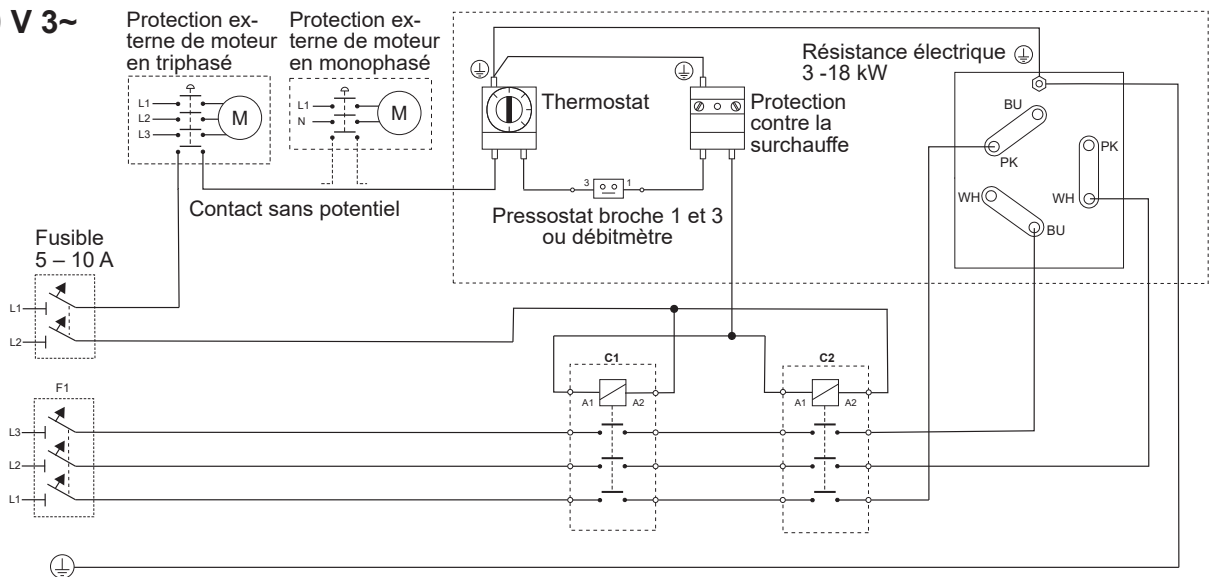 V 3~
Protection ex-
terne de moteur
en triphasé
Protection ex-
terne de moteur
en monophasé
L1
L2
L3
M
L1
N
M
Thermostat
Protection
contre la
surchauffe
Résistance électrique
3 -18 kW
BU
PK
PK
WH
WH
BU
3
1
Pressostat broche 1 et 3
ou débitmètre
Contact sans potentiel
Fusible
5 – 10 A
L1
L2
C1
A1
A2
C2
A1
A2
F1
L3
L2
L1